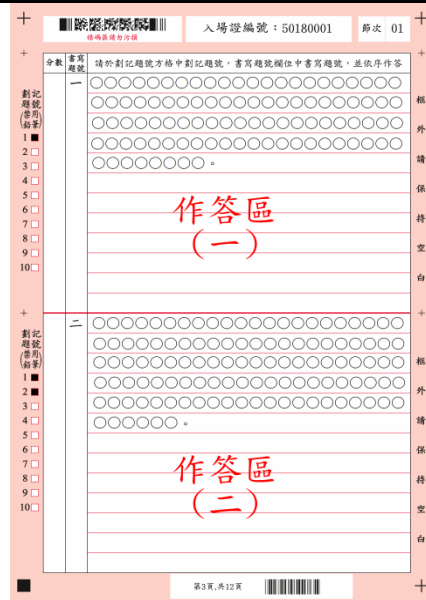 條碼區請勿污損
入場證編號：50180001
節次 01
分數
書寫題號
請於劃記題號方格中劃記題號，書寫題號欄位中書寫題號，並依序作答
劃記題號（禁用鉛筆）
1
2
3
4
5
6
7
8
9
10
一
○○○○○○○○○○○○○○○○○○○○○○
○○○○○○○○○○○○○○○○○○○○○○
○○○○○○○○○○○○○○○○○○○○○○
○○○○○○○○○○○○○○○○○○○○○○
○○○○○○○○。
作答區
（一）
框外請保持空白
劃記題號（禁用鉛筆）
1
2
3
4
5
6
7
8
9
10
二
○○○○○○○○○○○○○○○○○○○○○○
○○○○○○○○○○○○○○○○○○○○○○
○○○○○○○○○○○○○○○○○○○○○○
○○○○○○○○○○○○○○○○○○○○○○
○○○○○○○○○○○○○○○○○○○○○○
○○○○○○。
作答區
（二）
框外請保持空白
第3頁，共12頁